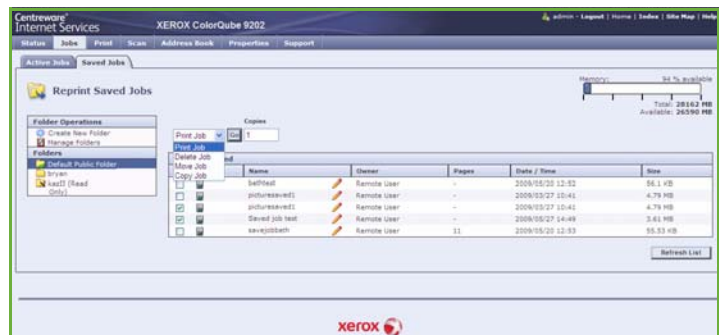 Centreware®
Internet Services XEROX ColorQube 9202 admin - Logout | Home | Index | Site Map | Help
Status Jobs Print Scan Address Book Properties Support
Active Jobs Saved Jobs
Reprint Saved Jobs
Memory: 94 % available
Total: 28162 MB
Available: 26590 MB
Folder Operations
Create New Folder
Manage Folders
Folders
Default Public Folder
bryan
kazII (Read
Only)
Copies
Print Job Go 1
Print Job
Delete Job
Move Job
Copy Job
Name Owner Pages Date / Time Size
bethtest Remote User - 2009/05/20 12:52 56.1 KB
picturesaved1 Remote User - 2009/03/27 10:41 4.79 MB
picturesaved1 Remote User - 2009/03/27 10:41 4.79 MB
Saved job test Remote User - 2009/03/27 14:49 3.61 MB
savejobbeth Remote User 11 2009/05/20 12:53 55.53 KB
Refresh List
xerox